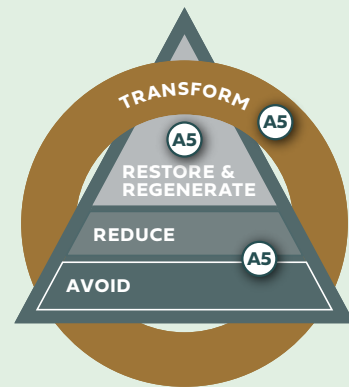 TRANSFORM
A5
A5
RESTORE &
REGENERATE
REDUCE
A5
AVOID